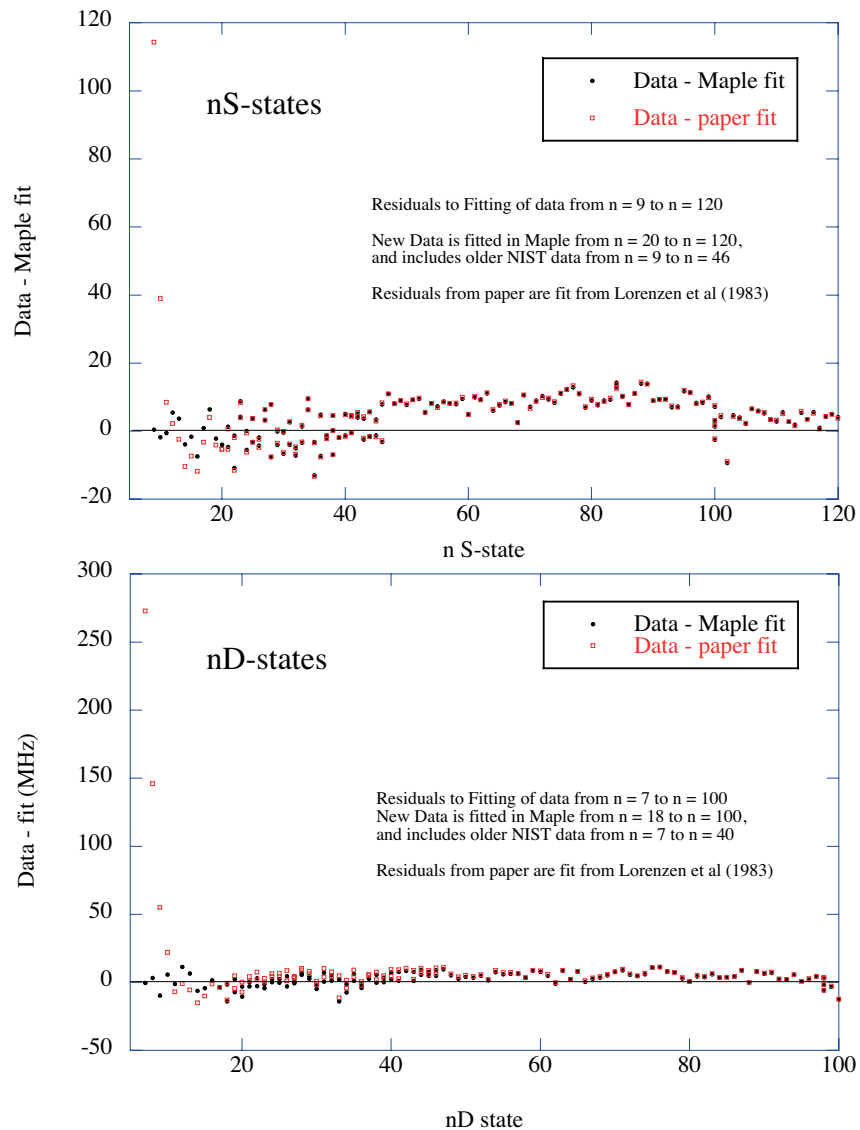 120
100
80
60
40
20
0
-20
Data - Maple fit
nS-states
Data - Maple fit
Data - paper fit
Residuals to Fitting of data from n = 9 to n = 120
New Data is fitted in Maple from n = 20 to n = 120,
and includes older NIST data from n = 9 to n = 46
Residuals from paper are fit from Lorenzen et al (1983)
20 40 60 80 100 120
n S-state
300
250
200
150
100
50
0
-50
Data - fit (MHz)
nD-states
Data - Maple fit
Data - paper fit
Residuals to Fitting of data from n = 7 to n = 100
New Data is fitted in Maple from n = 18 to n = 100,
and includes older NIST data from n = 7 to n = 40
Residuals from paper are fit from Lorenzen et al (1983)
20 40 60 80 100
nD state